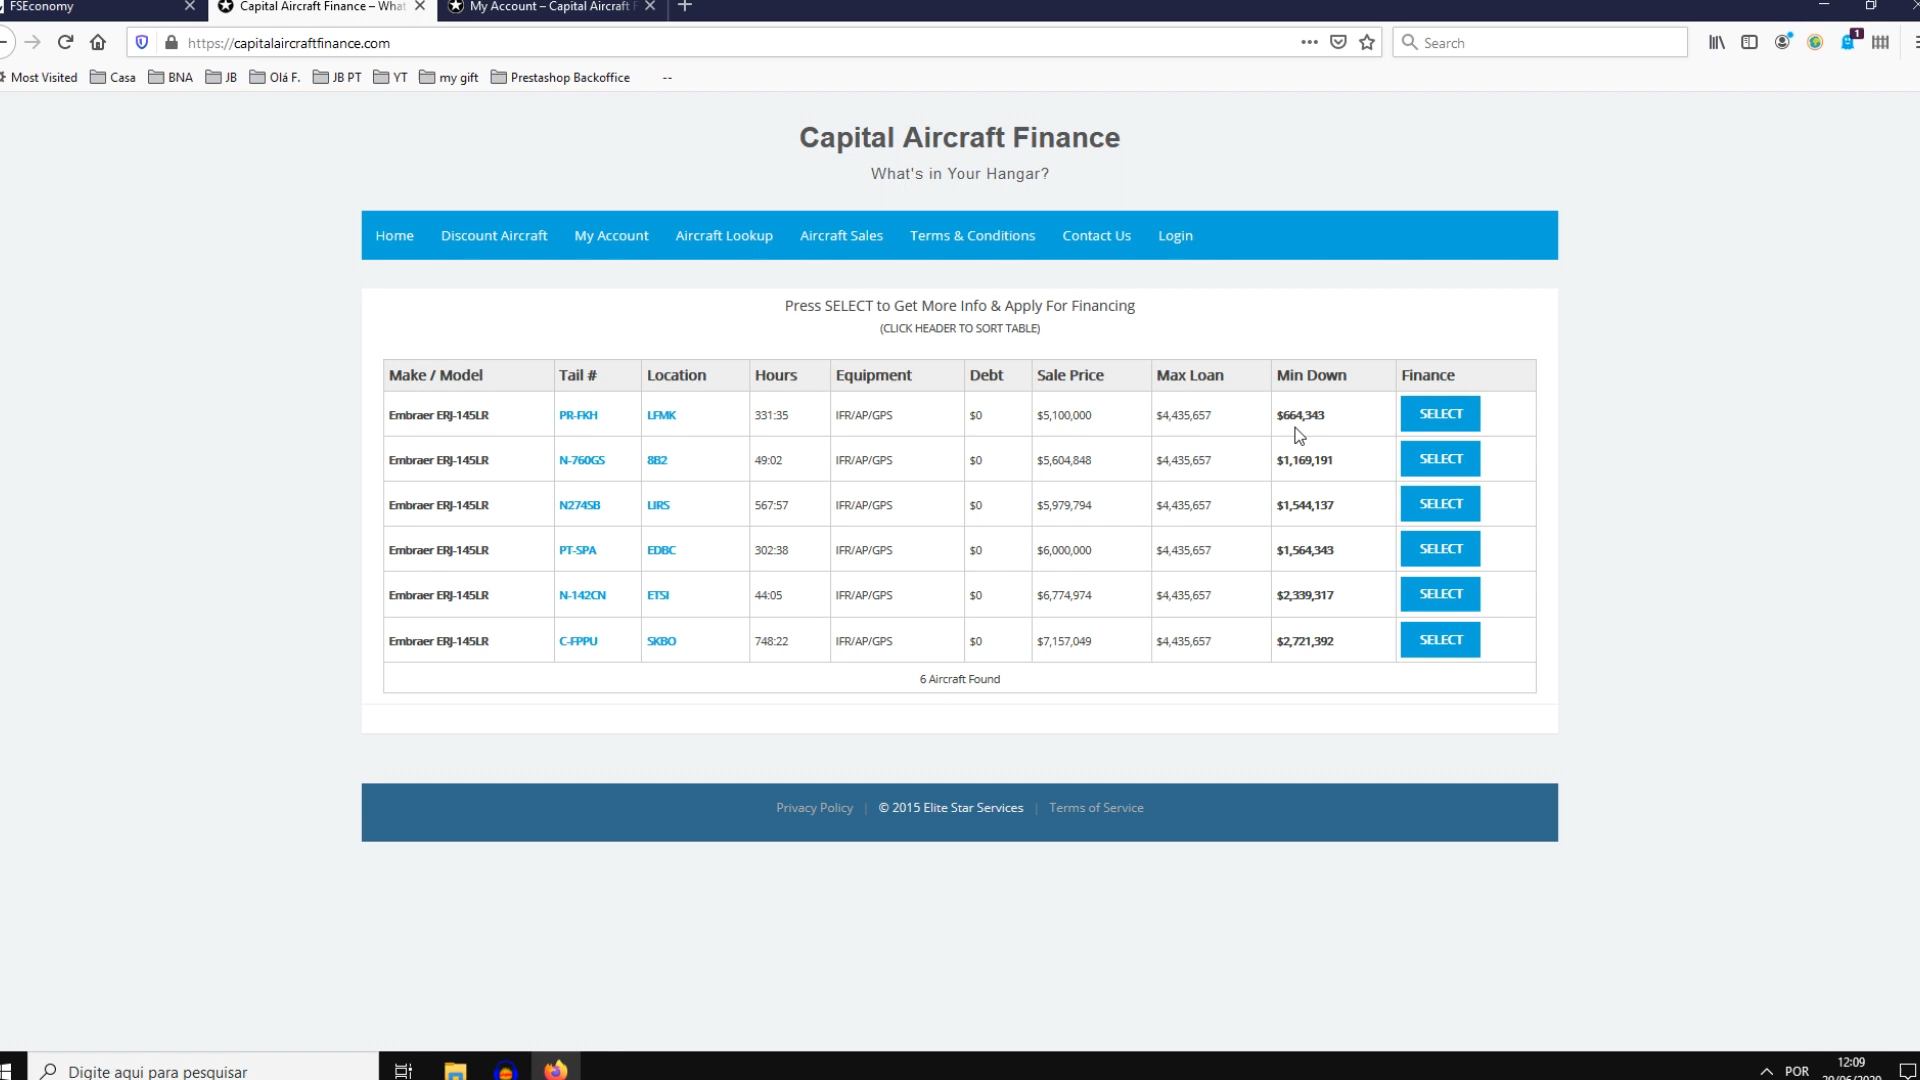 FSEconomy
Capital Aircraft Finance – What
My Account – Capital Aircraft F
https://capitalaircraftfinance.com
Search
1
Most Visited Casa BNA JB Olá F. JB PT YT my gift Prestashop Backoffice --
Capital Aircraft Finance
What's in Your Hangar?
Home Discount Aircraft My Account Aircraft Lookup Aircraft Sales Terms & Conditions Contact Us Login
Press SELECT to Get More Info & Apply For Financing
(CLICK HEADER TO SORT TABLE)
Make / Model Tail # Location Hours Equipment Debt Sale Price Max Loan Min Down Finance
Embraer ERJ-145LR PR-FKH LFMK 331:35 IFR/AP/GPS $0 $5,100,000 $4,435,657 $664,343 SELECT
Embraer ERJ-145LR N-760GS 8B2 49:02 IFR/AP/GPS $0 $5,604,848 $4,435,657 $1,169,191 SELECT
Embraer ERJ-145LR N274SB LIRS 567:57 IFR/AP/GPS $0 $5,979,794 $4,435,657 $1,544,137 SELECT
Embraer ERJ-145LR PT-SPA EDBC 302:38 IFR/AP/GPS $0 $6,000,000 $4,435,657 $1,564,343 SELECT
Embraer ERJ-145LR N-142CN ETSI 44:05 IFR/AP/GPS $0 $6,774,974 $4,435,657 $2,339,317 SELECT
Embraer ERJ-145LR C-FPPU SKBO 748:22 IFR/AP/GPS $0 $7,157,049 $4,435,657 $2,721,392 SELECT
6 Aircraft Found
Privacy Policy | © 2015 Elite Star Services | Terms of Service
Digite aqui para pesquisar
POR
12:09